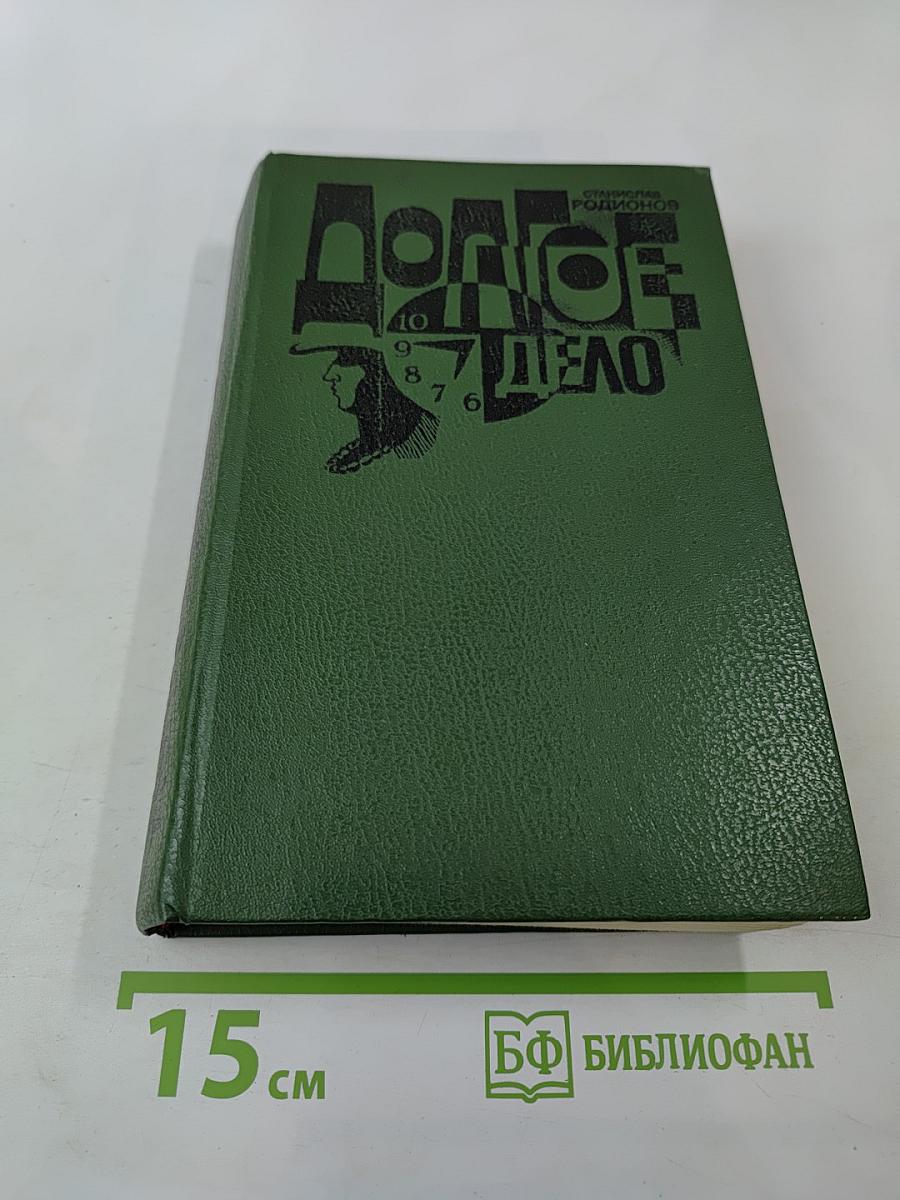 СТАНИСЛАВ
РОДИОНОВ
ДОЛГОЕ
ДЕЛО
10
9
8
7
6
15 см
БФ БИБЛИОФАН